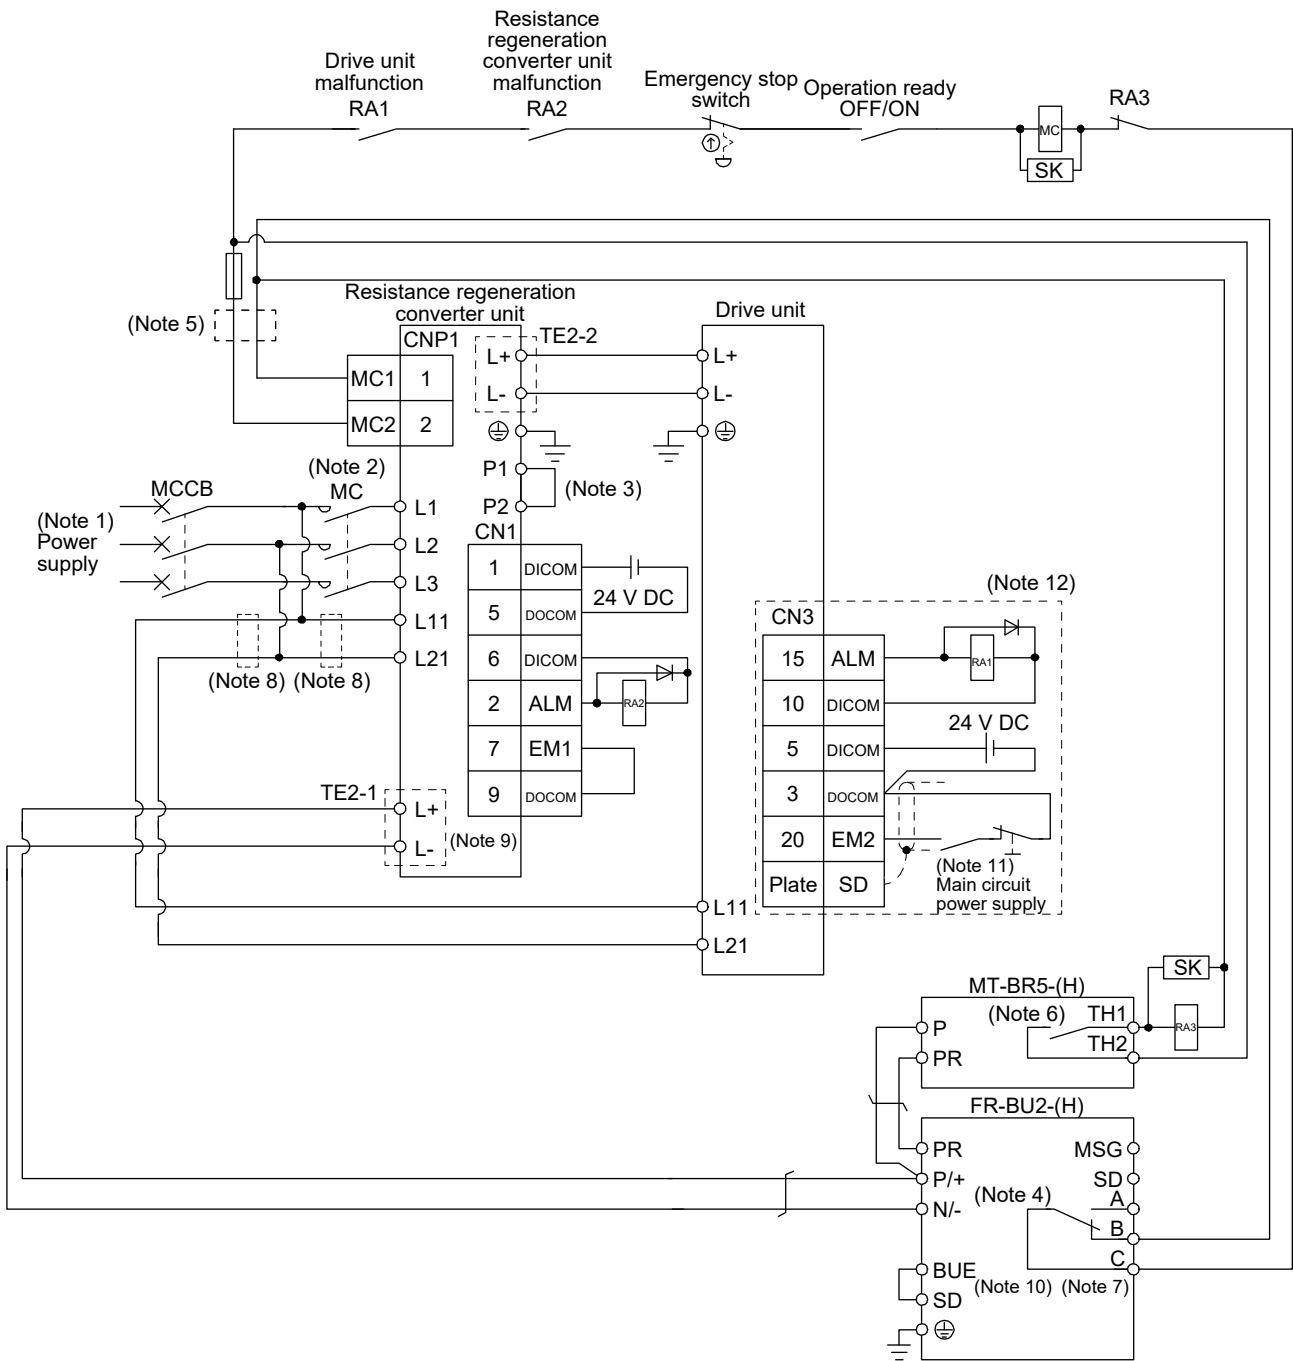 Resistance
regeneration
converter unit
malfunction
RA2
Drive unit
malfunction
RA1
Emergency stop
switch
Operation ready
OFF/ON
RA3
MC
SK
(Note 5)
Resistance regeneration
converter unit
Drive unit
CNP1
TE2-2
MC1 1
MC2 2
L+
L-
L+
L-
(Note 2)
MC
MCCB
(Note 1)
Power
supply
P1
P2
(Note 3)
L1
L2
L3
L11
L21
(Note 8) (Note 8)
CN1
1 DICOM
24 V DC
5 DOCOM
6 DICOM
2 ALM
RA2
7 EM1
9 DOCOM
TE2-1
L+
L-
(Note 9)
(Note 12)
CN3
15 ALM
RA1
10 DICOM
24 V DC
5 DICOM
3 DOCOM
20 EM2
Plate SD
(Note 11)
Main circuit
power supply
L11
L21
SK
MT-BR5-(H)
(Note 6)
P
PR
TH1
TH2
RA3
FR-BU2-(H)
PR
P/+
N/-
BUE
SD
MSG
SD
A
B
C
(Note 4)
(Note 10) (Note 7)